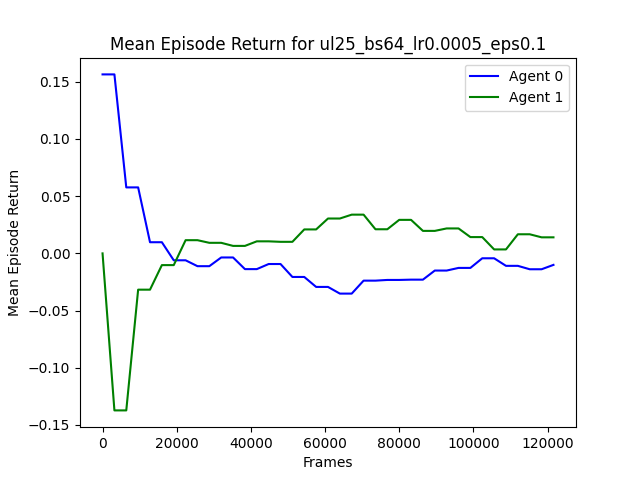 Mean Episode Return for ul25_bs64_lr0.0005_eps0.1
Agent 0
Agent 1
Mean Episode Return
0.15
0.10
0.05
0.00
−0.05
−0.10
−0.15
0 20000 40000 60000 80000 100000 120000
Frames